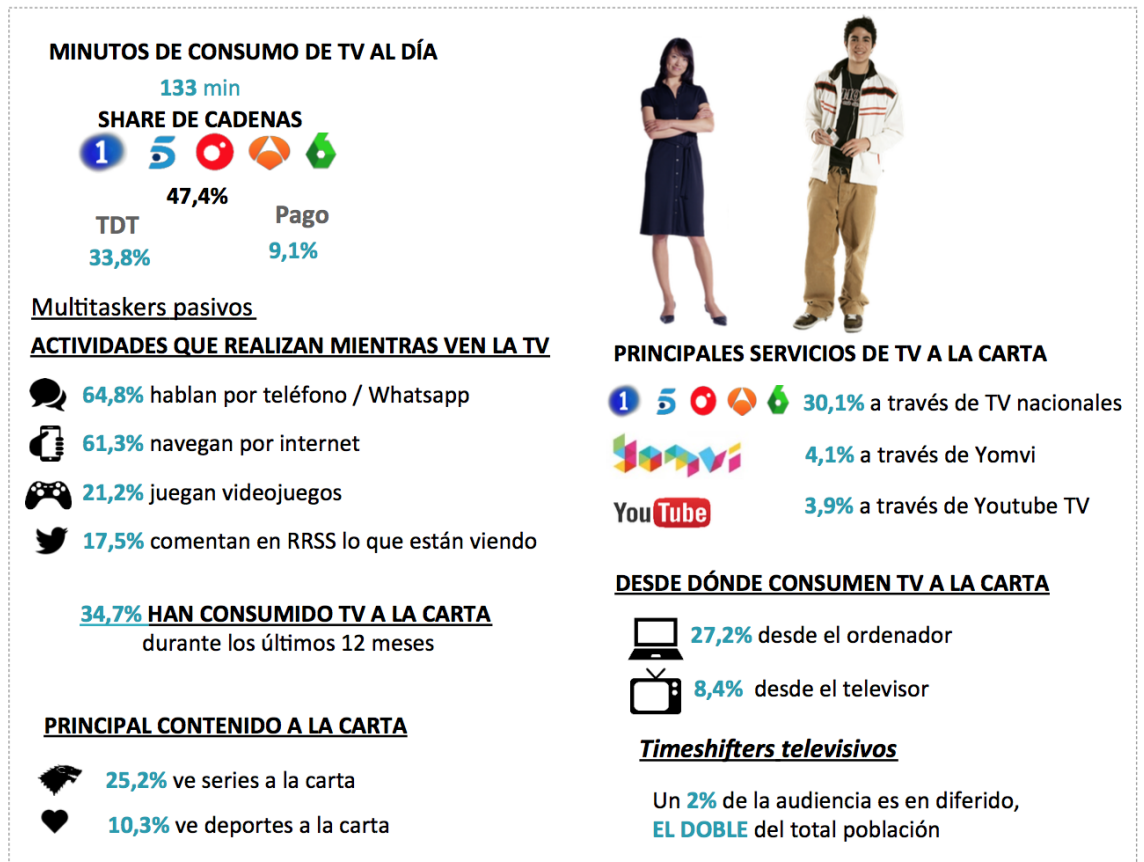 MINUTOS DE CONSUMO DE TV AL DÍA
133 min
SHARE DE CADENAS
1 5 6
47,4%
TDT
33,8%
Pago
9,1%
Multitaskers pasivos
ACTIVIDADES QUE REALIZAN MIENTRAS VEN LA TV
64,8% hablan por teléfono / Whatsapp
61,3% navegan por internet
21,2% juegan videojuegos
17,5% comentan en RRSS lo que están viendo
34,7% HAN CONSUMIDO TV A LA CARTA
durante los últimos 12 meses
PRINCIPAL CONTENIDO A LA CARTA
25,2% ve series a la carta
10,3% ve deportes a la carta
PRINCIPALES SERVICIOS DE TV A LA CARTA
1 5 6 30,1% a través de TV nacionales
yomvi 4,1% a través de Yomvi
YouTube 3,9% a través de Youtube TV
DESDE DÓNDE CONSUMEN TV A LA CARTA
27,2% desde el ordenador
8,4% desde el televisor
Timeshifters televisivos
Un 2% de la audiencia es en diferido,
EL DOBLE del total población